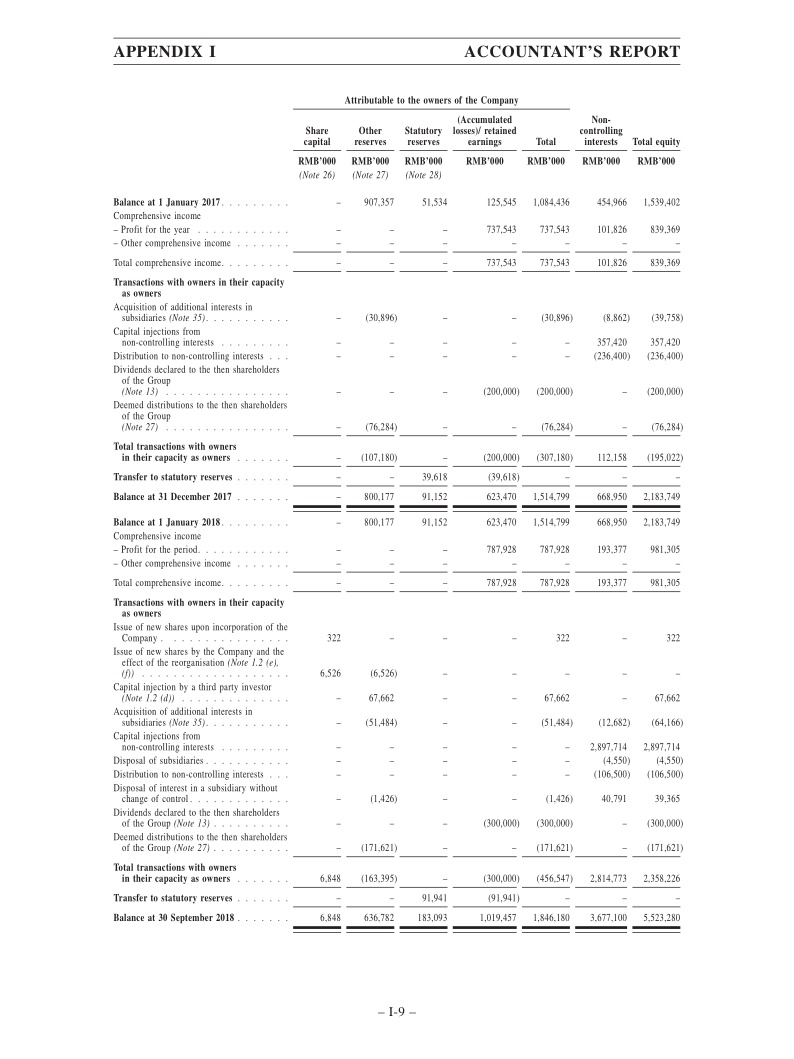 APPENDIX I ACCOUNTANT'S REPORT
Attributable to the owners of the Company
(Accumulated Non-
Share Other Statutory losses)/ retained controlling
capital reserves reserves earnings Total interests Total equity
RMB'000 RMB'000 RMB'000 RMB'000 RMB'000 RMB'000 RMB'000
(Note 26) (Note 27) (Note 28)
Balance at 1 January 2017 . . . . . . . . . – 907,357 51,534 125,545 1,084,436 454,966 1,539,402
Comprehensive income
– Profit for the year . . . . . . . . . . . . – – – 737,543 737,543 101,826 839,369
– Other comprehensive income . . . . . . . – – – – – – –
Total comprehensive income. . . . . . . . . – – – 737,543 737,543 101,826 839,369
Transactions with owners in their capacity
as owners
Acquisition of additional interests in
subsidiaries (Note 35). . . . . . . . . . . – (30,896) – – (30,896) (8,862) (39,758)
Capital injections from
non-controlling interests . . . . . . . . . – – – – – 357,420 357,420
Distribution to non-controlling interests . . . – – – – – (236,400) (236,400)
Dividends declared to the then shareholders
of the Group
(Note 13) . . . . . . . . . . . . . . . . – – – (200,000) (200,000) – (200,000)
Deemed distributions to the then shareholders
of the Group
(Note 27) . . . . . . . . . . . . . . . . – (76,284) – – (76,284) – (76,284)
Total transactions with owners
in their capacity as owners . . . . . . . – (107,180) – (200,000) (307,180) 112,158 (195,022)
Transfer to statutory reserves . . . . . . . – – 39,618 (39,618) – – –
Balance at 31 December 2017 . . . . . . . – 800,177 91,152 623,470 1,514,799 668,950 2,183,749
Balance at 1 January 2018 . . . . . . . . . – 800,177 91,152 623,470 1,514,799 668,950 2,183,749
Comprehensive income
– Profit for the period. . . . . . . . . . . . – – – 787,928 787,928 193,377 981,305
– Other comprehensive income . . . . . . . – – – – – – –
Total comprehensive income. . . . . . . . . – – – 787,928 787,928 193,377 981,305
Transactions with owners in their capacity
as owners
Issue of new shares upon incorporation of the
Company . . . . . . . . . . . . . . . . 322 – – – 322 – 322
Issue of new shares by the Company and the
effect of the reorganisation (Note 1.2 (e),
(f)) . . . . . . . . . . . . . . . . . . . 6,526 (6,526) – – – – –
Capital injection by a third party investor
(Note 1.2 (d)) . . . . . . . . . . . . . . – 67,662 – – 67,662 – 67,662
Acquisition of additional interests in
subsidiaries (Note 35). . . . . . . . . . . – (51,484) – – (51,484) (12,682) (64,166)
Capital injections from
non-controlling interests . . . . . . . . . – – – – – 2,897,714 2,897,714
Disposal of subsidiaries . . . . . . . . . . . – – – – – (4,550) (4,550)
Distribution to non-controlling interests . . . – – – – – (106,500) (106,500)
Disposal of interest in a subsidiary without
change of control . . . . . . . . . . . . . – (1,426) – – (1,426) 40,791 39,365
Dividends declared to the then shareholders
of the Group (Note 13) . . . . . . . . . . – – – (300,000) (300,000) – (300,000)
Deemed distributions to the then shareholders
of the Group (Note 27) . . . . . . . . . . – (171,621) – – (171,621) – (171,621)
Total transactions with owners
in their capacity as owners . . . . . . . 6,848 (163,395) – (300,000) (456,547) 2,814,773 2,358,226
Transfer to statutory reserves . . . . . . . – – 91,941 (91,941) – – –
Balance at 30 September 2018 . . . . . . . 6,848 636,782 183,093 1,019,457 1,846,180 3,677,100 5,523,280
– I-9 –